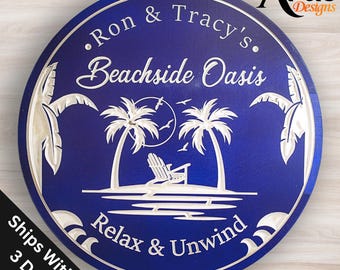 Designs
·Ron & Tracy's·
Beachside Oasis
Relax & Unwind
Ships With
3 D